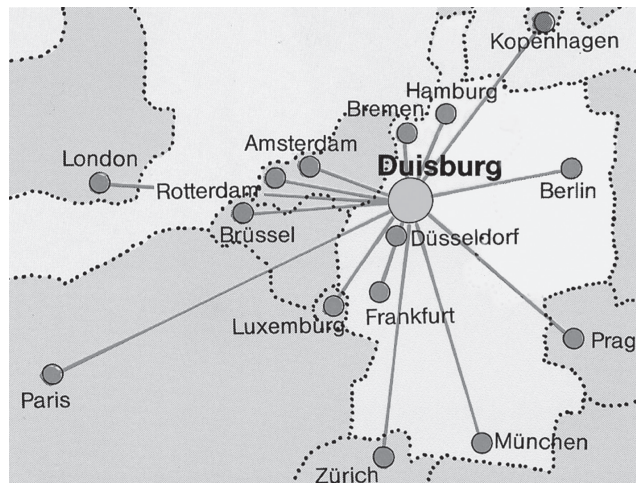 Kopenhagen
Hamburg
Bremen
Amsterdam
London
Duisburg
Rotterdam
Berlin
Brüssel
Düsseldorf
Luxemburg
Frankfurt
Prag
Paris
München
Zürich